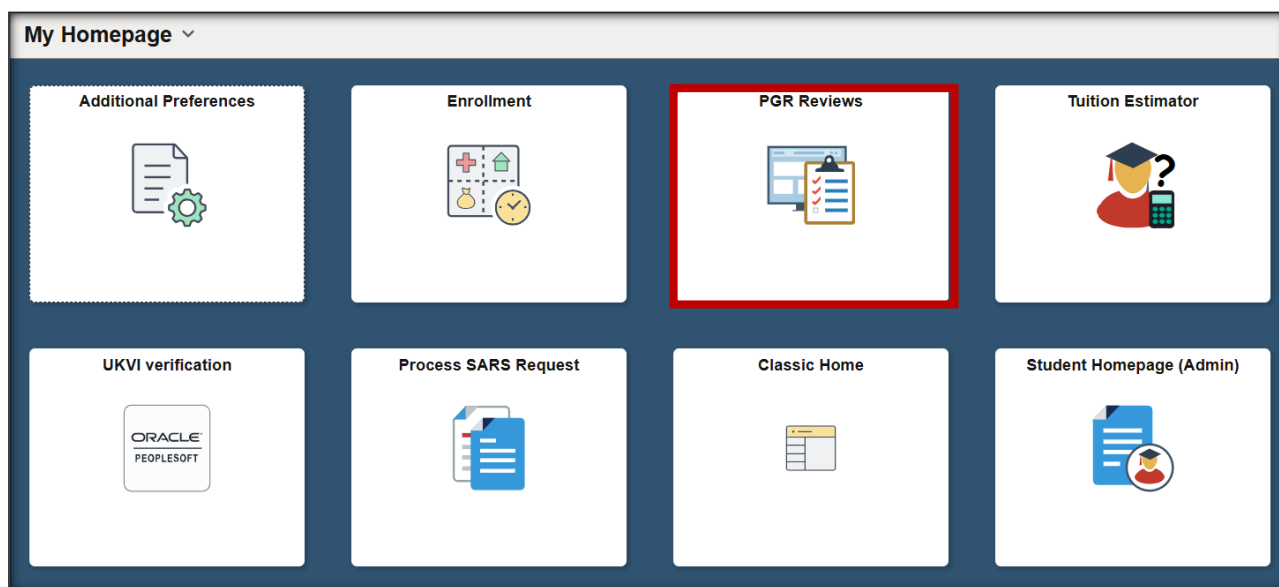 My Homepage
Additional Preferences
Enrollment
PGR Reviews
Tuition Estimator
?
UKVI verification
Process SARS Request
Classic Home
Student Homepage (Admin)
ORACLE
PEOPLESOFT